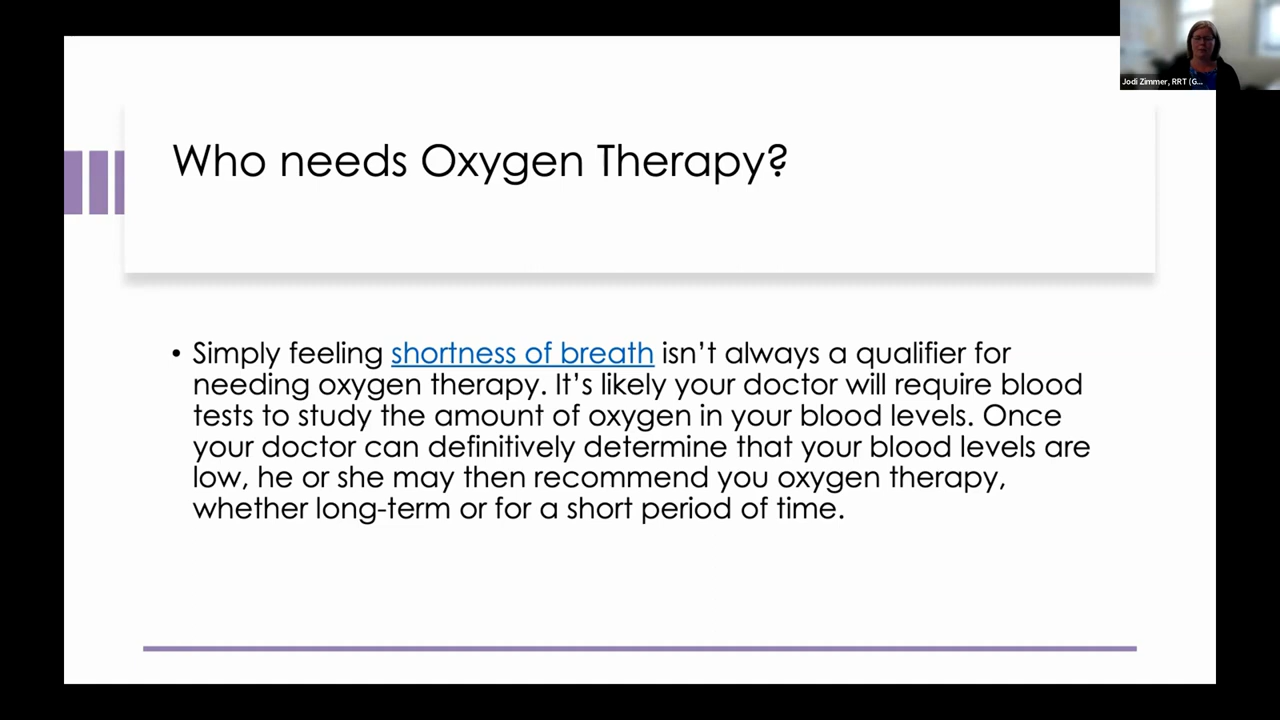 Jodi Zimmer, RRT (G...
Who needs Oxygen Therapy?
• Simply feeling shortness of breath isn't always a qualifier for
needing oxygen therapy. It's likely your doctor will require blood
tests to study the amount of oxygen in your blood levels. Once
your doctor can definitively determine that your blood levels are
low, he or she may then recommend you oxygen therapy,
whether long-term or for a short period of time.